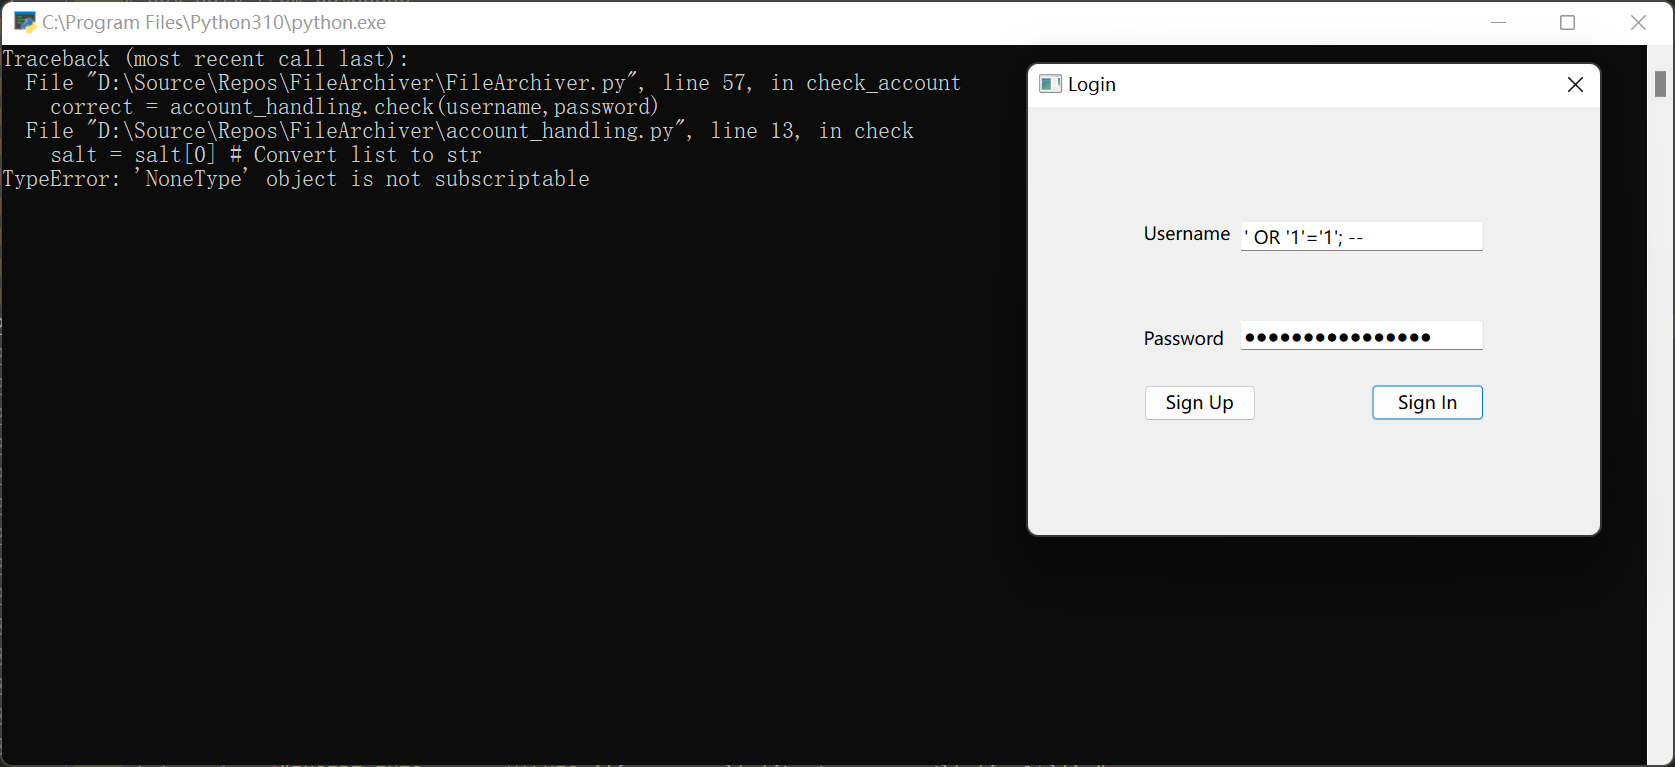 C:\Program Files\Python310\python.exe
Traceback (most recent call last):
  File "D:\Source\Repos\FileArchiver\FileArchiver.py", line 57, in check_account
    correct = account_handling.check(username,password)
  File "D:\Source\Repos\FileArchiver\account_handling.py", line 13, in check
    salt = salt[0] # Convert list to str
TypeError: 'NoneType' object is not subscriptable
Login
Username ' OR '1'='1'; --
Password ●●●●●●●●●●●●●●●●
Sign Up Sign In